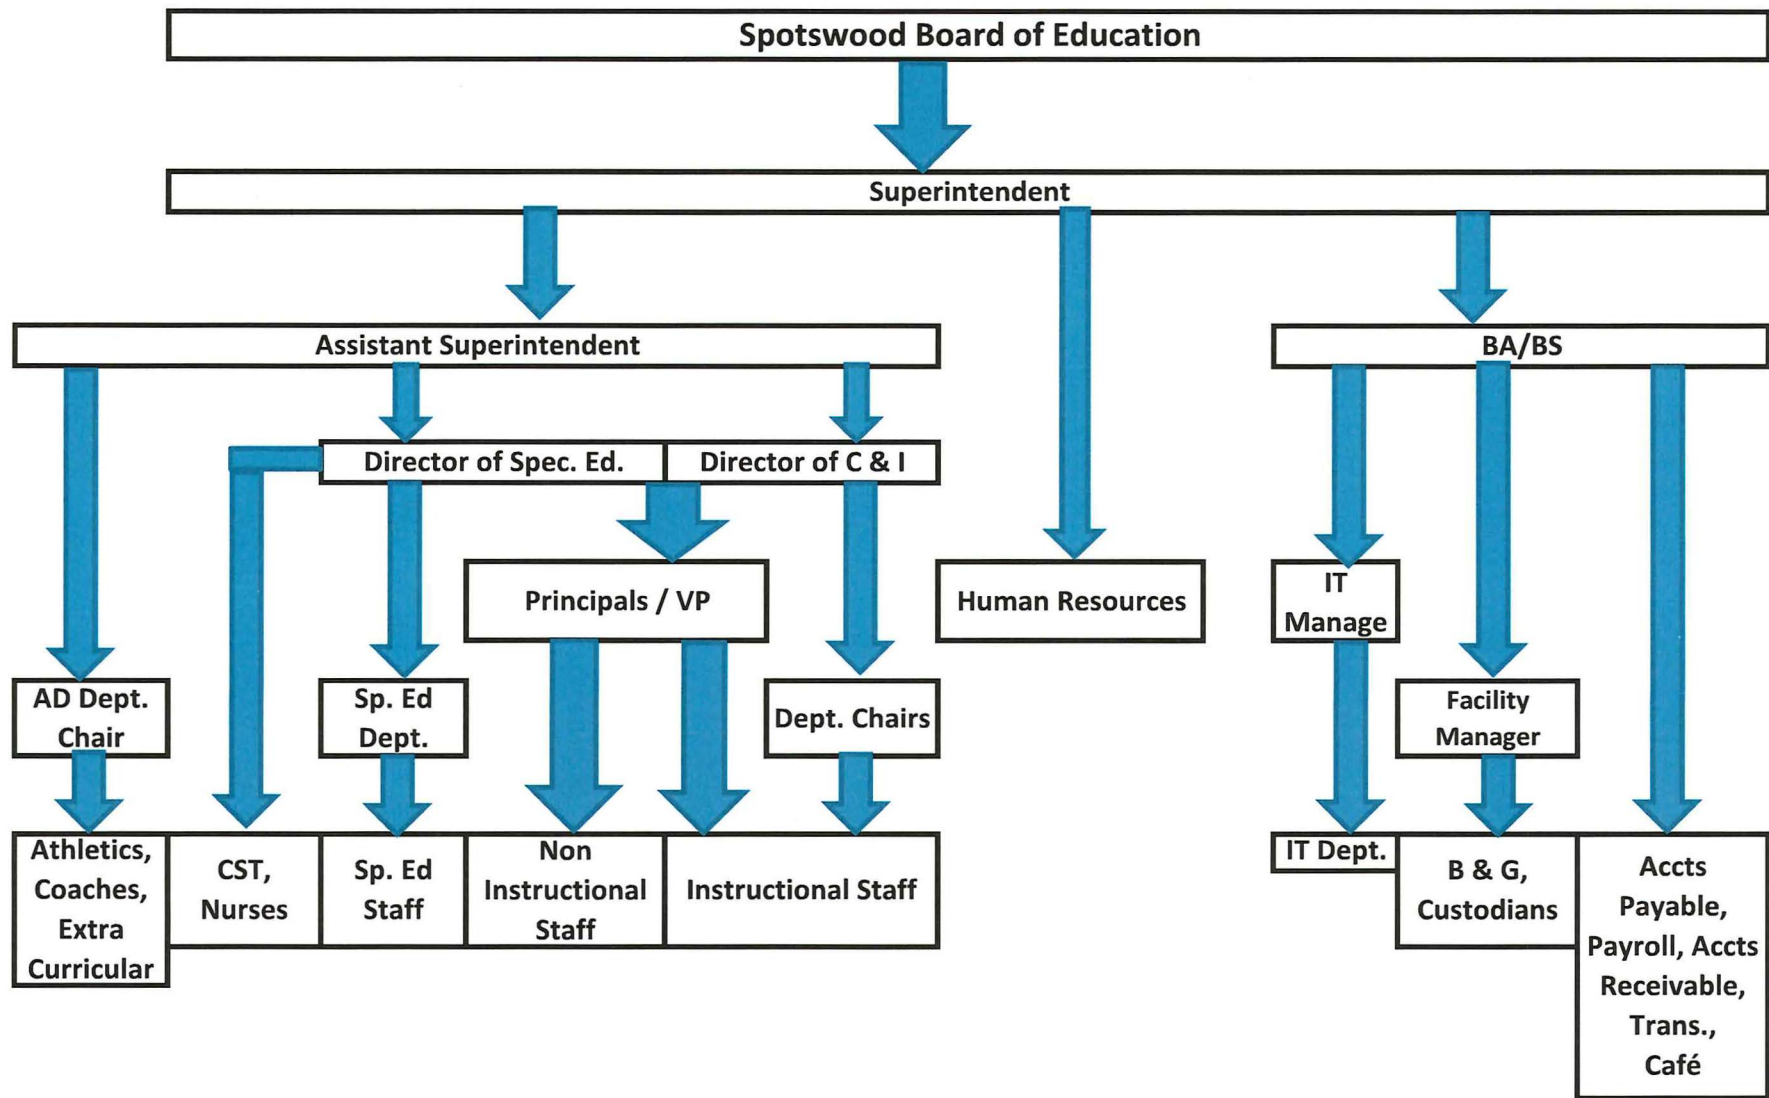 Spotswood Board of Education
Superintendent
Assistant Superintendent
BA/BS
Director of Spec. Ed.
Director of C & I
Principals / VP
Human Resources
IT
Manage
AD Dept.
Chair
Sp. Ed
Dept.
Dept. Chairs
Facility
Manager
Athletics,
Coaches,
Extra
Curricular
CST,
Nurses
Sp. Ed
Staff
Non
Instructional
Staff
Instructional Staff
IT Dept.
B & G,
Custodians
Accts
Payable,
Payroll, Accts
Receivable,
Trans.,
Café